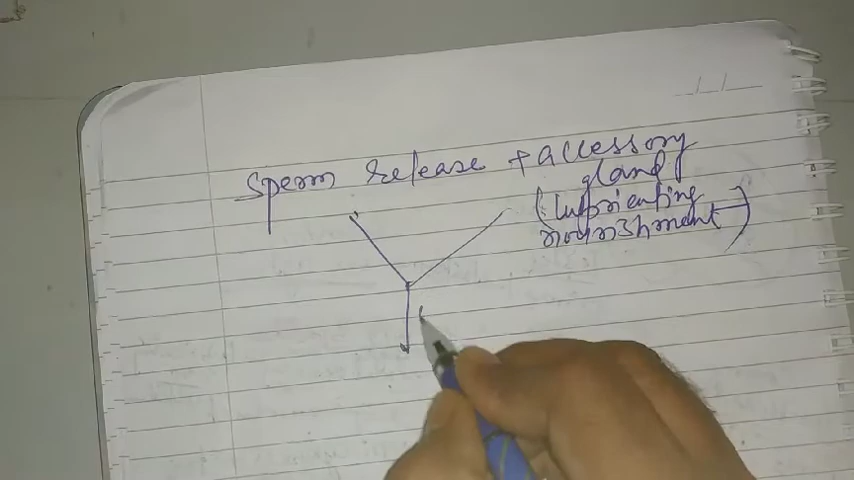 Sperm release + accessory
gland
(Lubricating
nourishment)